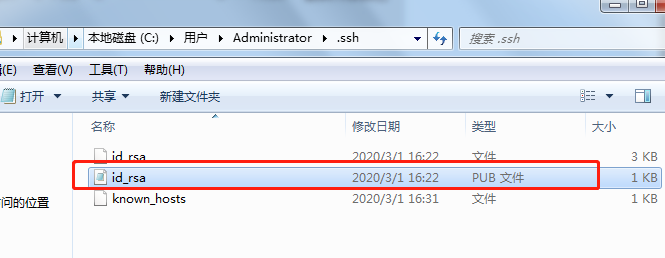 计算机 本地磁盘 (C:) 用户 Administrator .ssh 搜索 .ssh
(E) 查看(V) 工具(T) 帮助(H)
打开 共享 新建文件夹
名称 修改日期 类型 大小
id_rsa 2020/3/1 16:22 文件 3 KB
id_rsa 2020/3/1 16:22 PUB 文件 1 KB
known_hosts 2020/3/1 16:31 文件 1 KB
问的位置